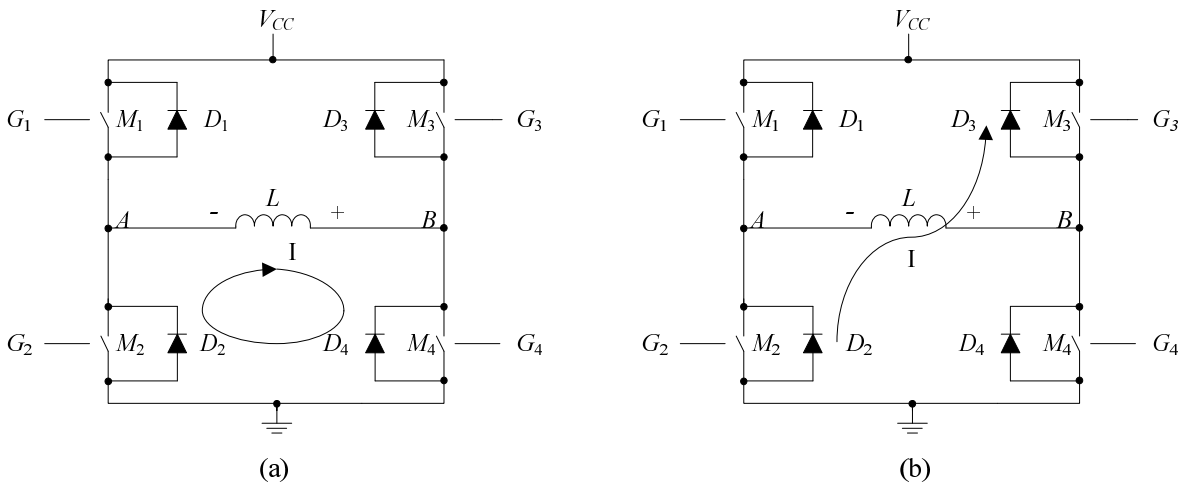 V_CC V_CC
G_1 M_1 D_1 D_3 M_3 G_3 G_1 M_1 D_1 D_3 M_3 G_3
L L
A - + B A - + B
I I
G_2 M_2 D_2 D_4 M_4 G_4 G_2 M_2 D_2 D_4 M_4 G_4
(a) (b)